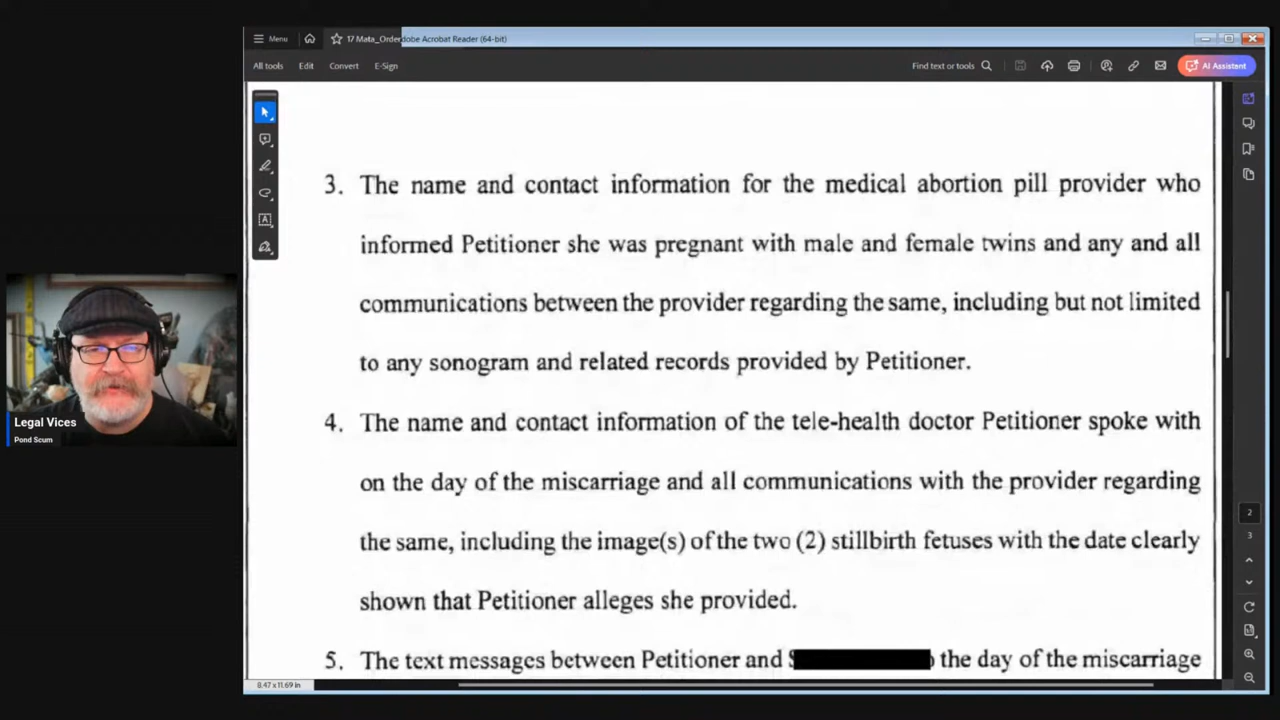 Menu
17 Mata_Orderdobe Acrobat Reader (64-bit)
All tools Edit Convert E-Sign
Find text or tools
AI Assistant
3. The name and contact information for the medical abortion pill provider who
informed Petitioner she was pregnant with male and female twins and any and all
communications between the provider regarding the same, including but not limited
to any sonogram and related records provided by Petitioner.
4. The name and contact information of the tele-health doctor Petitioner spoke with
on the day of the miscarriage and all communications with the provider regarding
the same, including the image(s) of the two (2) stillbirth fetuses with the date clearly
shown that Petitioner alleges she provided.
5. The text messages between Petitioner and the day of the miscarriage
Legal Vices
Pond Scum
2
3
8.47 x 11.69 in